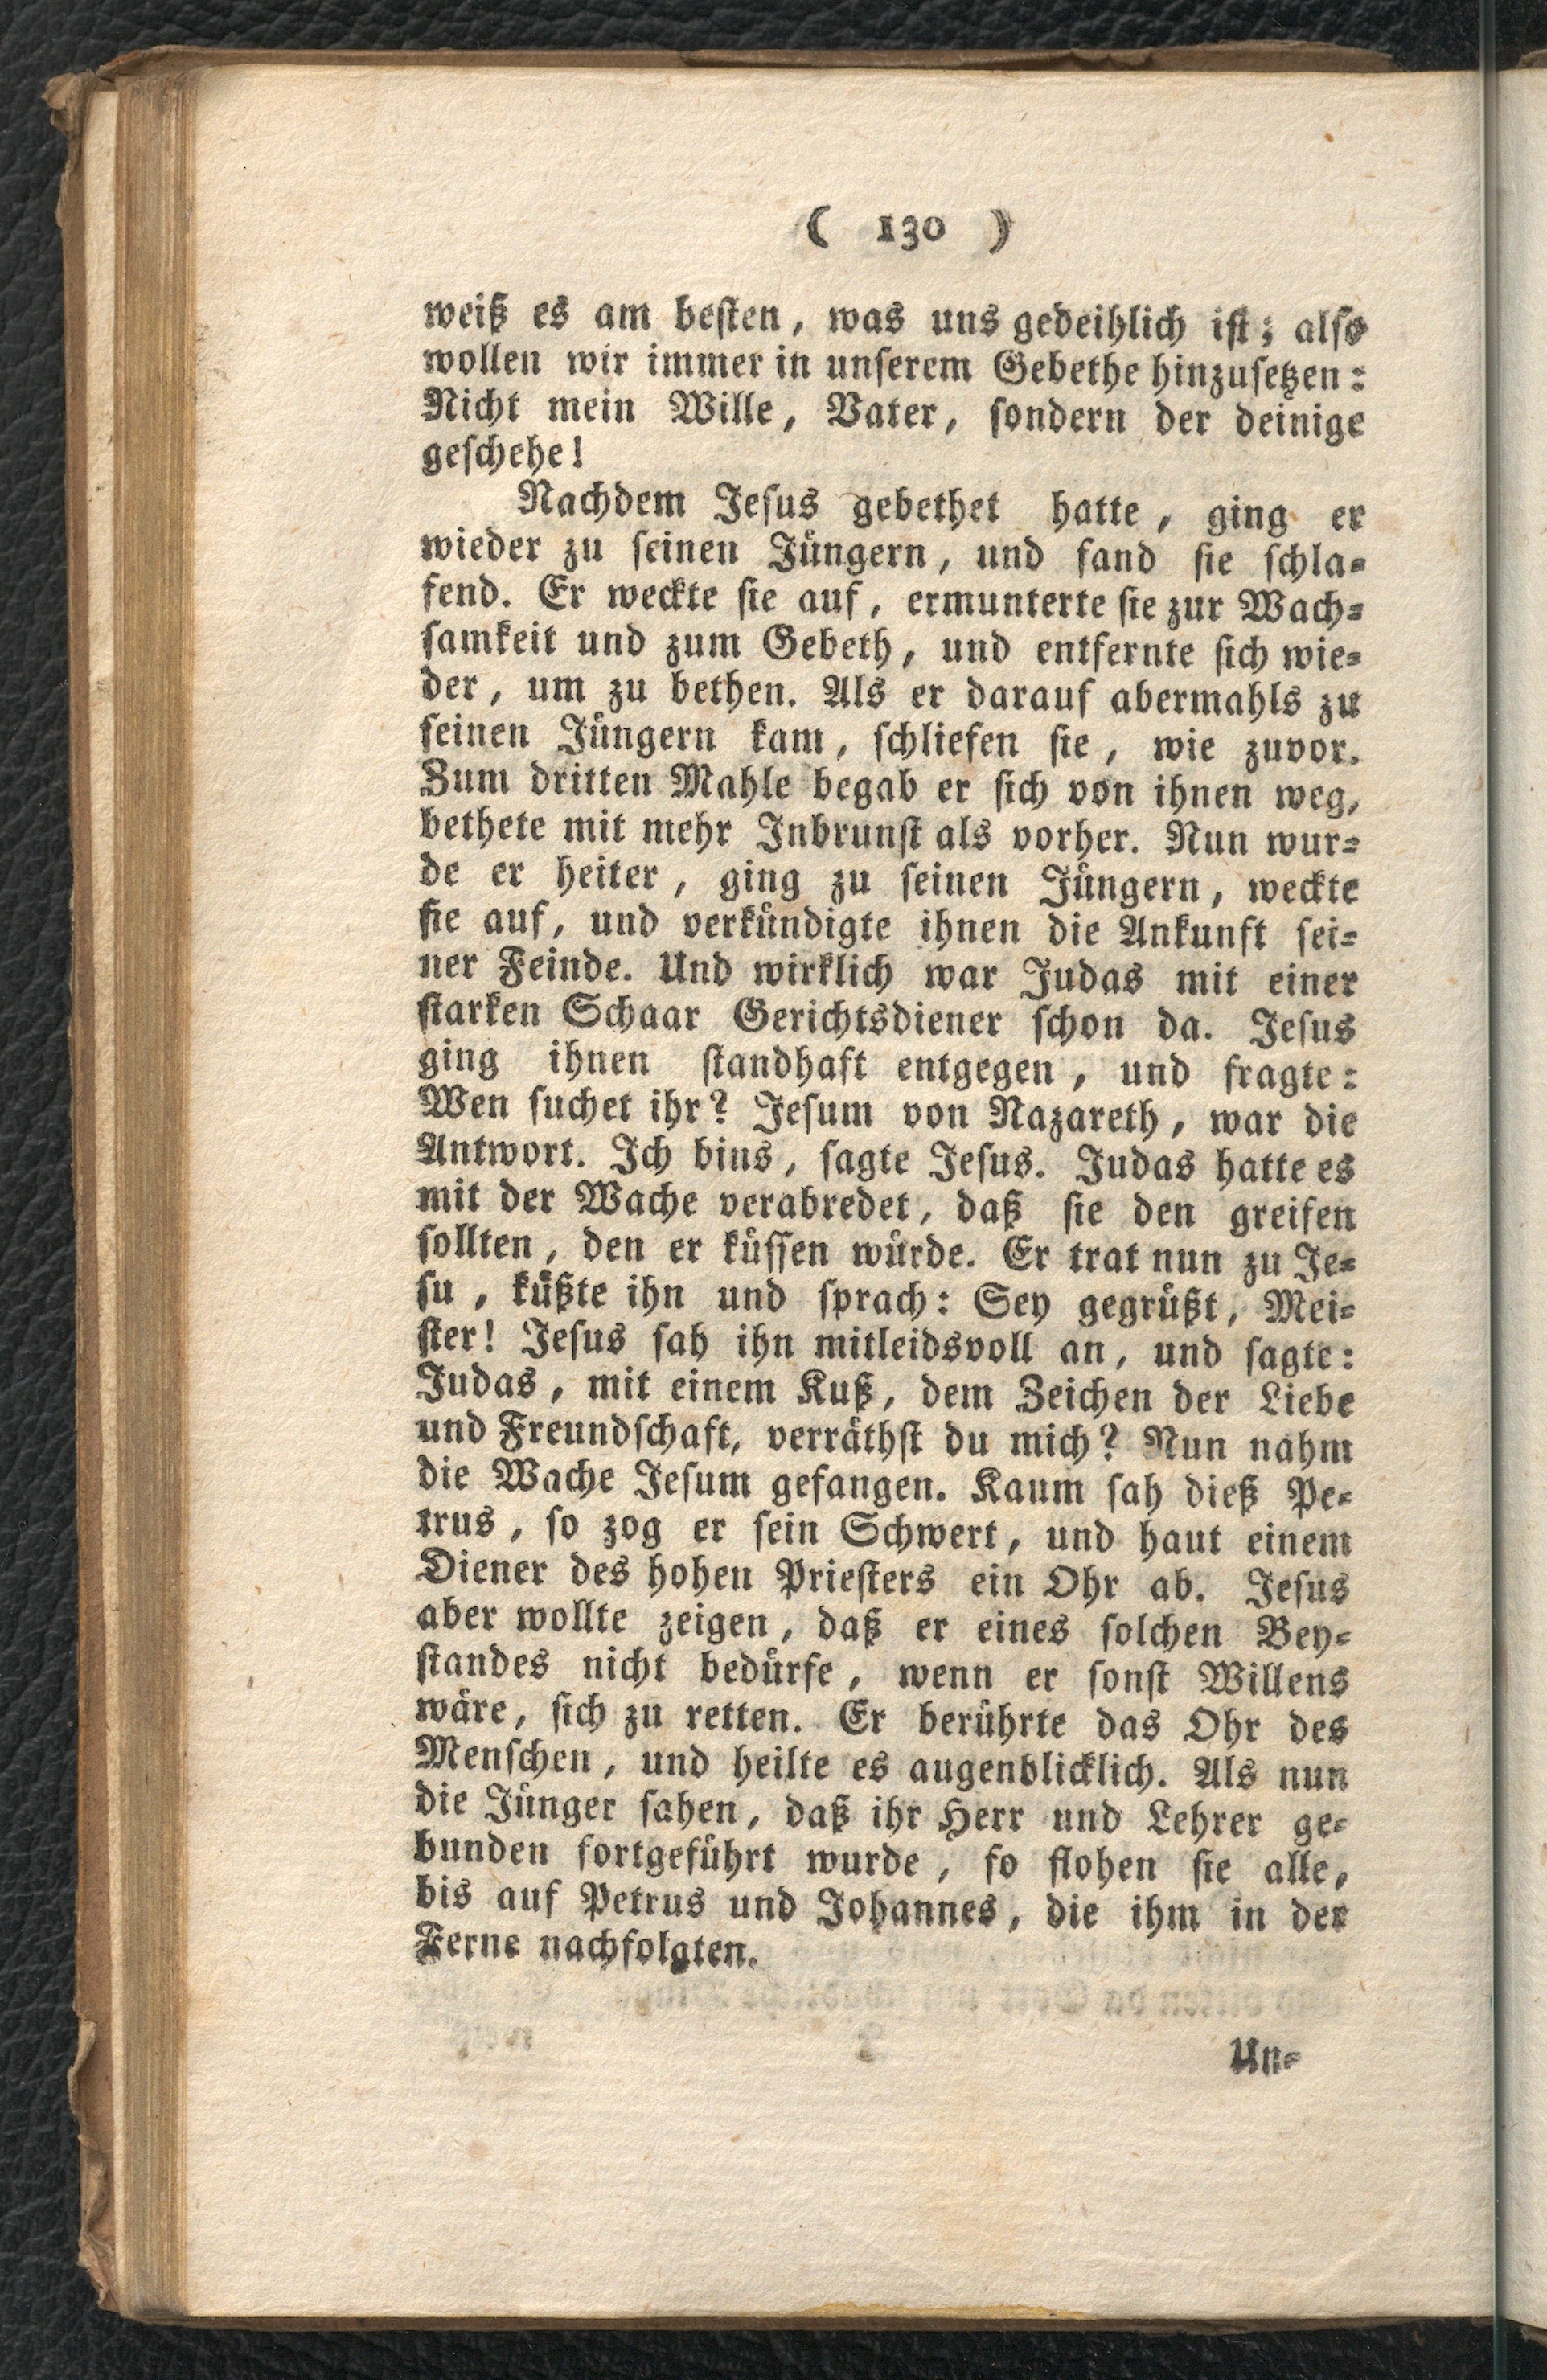 ( 130 )
weiß es am besten, was uns gedeihlich ist; also
wollen wir immer in unserem Gebethe hinzusetzen:
Nicht mein Wille, Vater, sondern der deinige
geschehe!
Nachdem Jesus gebethet hatte, ging er
wieder zu seinen Jüngern, und fand sie schla=
fend. Er weckte sie auf, ermunterte sie zur Wach=
samkeit und zum Gebeth, und entfernte sich wie=
der, um zu bethen. Als er darauf abermahls zu
seinen Jüngern kam, schliefen sie, wie zuvor.
Zum dritten Mahle begab er sich von ihnen weg,
bethete mit mehr Inbrunst als vorher. Nun wur=
de er heiter, ging zu seinen Jüngern, weckte
sie auf, und verkündigte ihnen die Ankunft sei=
ner Feinde. Und wirklich war Judas mit einer
starken Schaar Gerichtsdiener schon da. Jesus
ging ihnen standhaft entgegen, und fragte:
Wen suchet ihr? Jesum von Nazareth, war die
Antwort. Ich bins, sagte Jesus. Judas hatte es
mit der Wache verabredet, daß sie den greifen
sollten, den er küssen würde. Er trat nun zu Je=
su, küßte ihn und sprach: Sey gegrüßt, Mei=
ster! Jesus sah ihn mitleidsvoll an, und sagte:
Judas, mit einem Kuß, dem Zeichen der Liebe
und Freundschaft, verräthst du mich? Nun nahm
die Wache Jesum gefangen. Kaum sah dieß Pe=
trus, so zog er sein Schwert, und haut einem
Diener des hohen Priesters ein Ohr ab. Jesus
aber wollte zeigen, daß er eines solchen Bey=
standes nicht bedürfe, wenn er sonst Willens
wäre, sich zu retten. Er berührte das Ohr des
Menschen, und heilte es augenblicklich. Als nun
die Jünger sahen, daß ihr Herr und Lehrer ge=
bunden fortgeführt wurde, so flohen sie alle,
bis auf Petrus und Johannes, die ihm in der
Ferne nachfolgten.
Un=